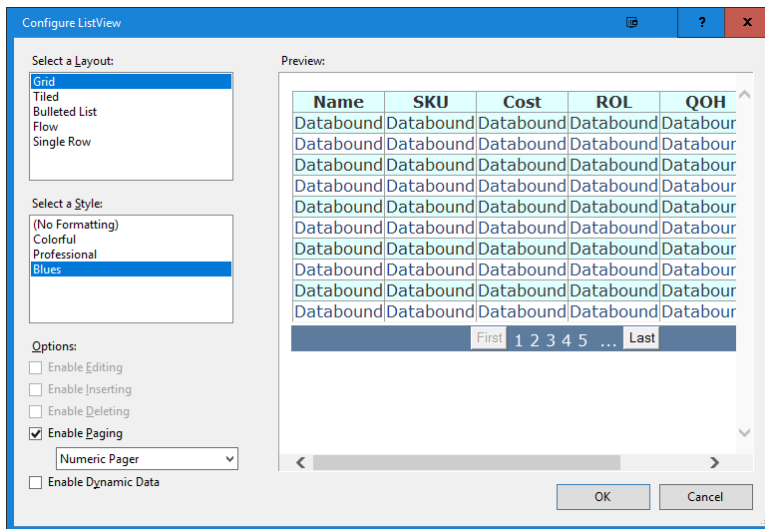 Configure ListView
?
x
Select a Layout:
Grid
Tiled
Bulleted List
Flow
Single Row
Select a Style:
(No Formatting)
Colorful
Professional
Blues
Options:
Enable Editing
Enable Inserting
Enable Deleting
Enable Paging
Numeric Pager
Enable Dynamic Data
Preview:
Name SKU Cost ROL QOH
Databound Databound Databound Databound Databour
Databound Databound Databound Databound Databour
Databound Databound Databound Databound Databour
Databound Databound Databound Databound Databour
Databound Databound Databound Databound Databour
Databound Databound Databound Databound Databour
Databound Databound Databound Databound Databour
Databound Databound Databound Databound Databour
Databound Databound Databound Databound Databour
Databound Databound Databound Databound Databour
First 1 2 3 4 5 ... Last
OK Cancel